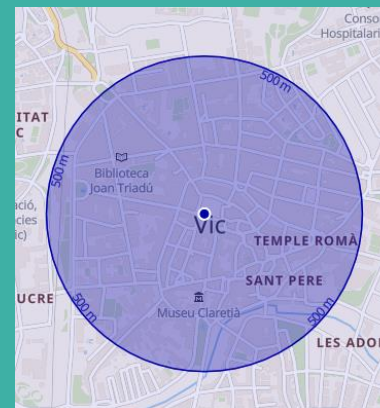 Conso
Hospitalari
500 m
ITAT
C
500 m
Biblioteca
Joan Triadú
ació,
cies
ic)
Vic
TEMPLE ROMÀ
SANT PERE
UCRE
500 m
Museu Claretià
500 m
LES ADO